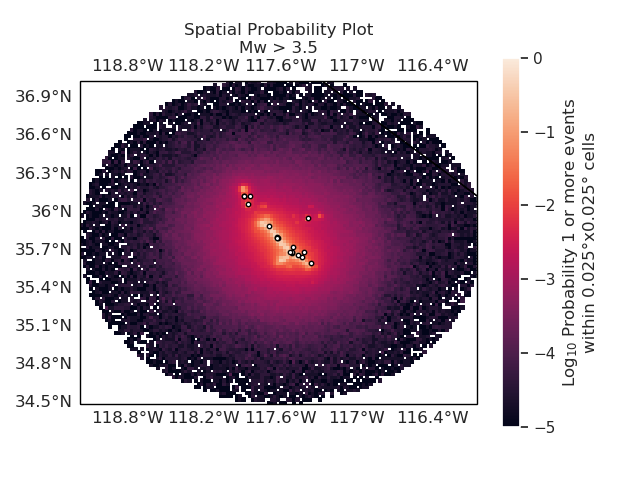 Spatial Probability Plot
Mw > 3.5
118.8°W 118.2°W 117.6°W 117°W 116.4°W
36.9°N
36.6°N
36.3°N
36°N
35.7°N
35.4°N
35.1°N
34.8°N
34.5°N
118.8°W 118.2°W 117.6°W 117°W 116.4°W
0
−1
−2
−3
−4
−5
Log₁₀ Probability 1 or more events
within 0.025°x0.025° cells